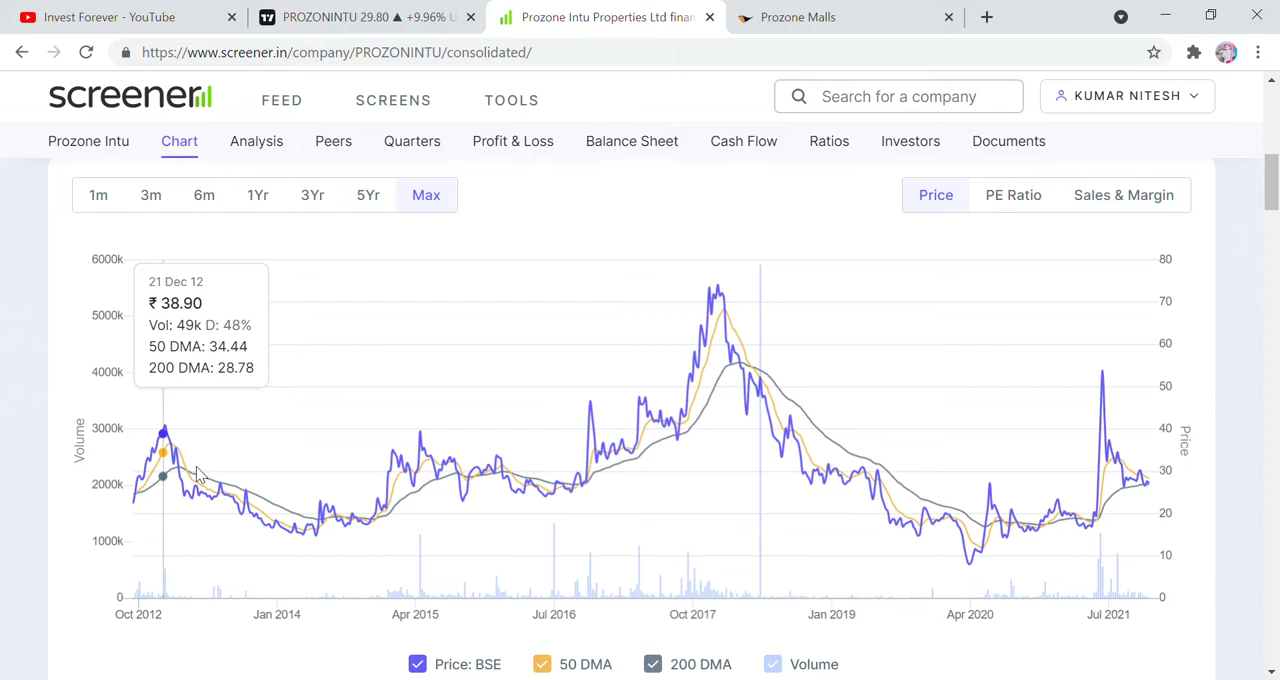 Invest Forever - YouTube
PROZONINTU 29.80 ▲ +9.96% U
Prozone Intu Properties Ltd finan
Prozone Malls
https://www.screener.in/company/PROZONINTU/consolidated/
screener
FEED
SCREENS
TOOLS
Search for a company
KUMAR NITESH
Prozone Intu
Chart
Analysis
Peers
Quarters
Profit & Loss
Balance Sheet
Cash Flow
Ratios
Investors
Documents
1m
3m
6m
1Yr
3Yr
5Yr
Max
Price
PE Ratio
Sales & Margin
6000k
5000k
4000k
3000k
2000k
1000k
0
Volume
21 Dec 12
₹ 38.90
Vol: 49k D: 48%
50 DMA: 34.44
200 DMA: 28.78
80
70
60
50
40
30
20
10
0
Price
Oct 2012
Jan 2014
Apr 2015
Jul 2016
Oct 2017
Jan 2019
Apr 2020
Jul 2021
Price: BSE
50 DMA
200 DMA
Volume